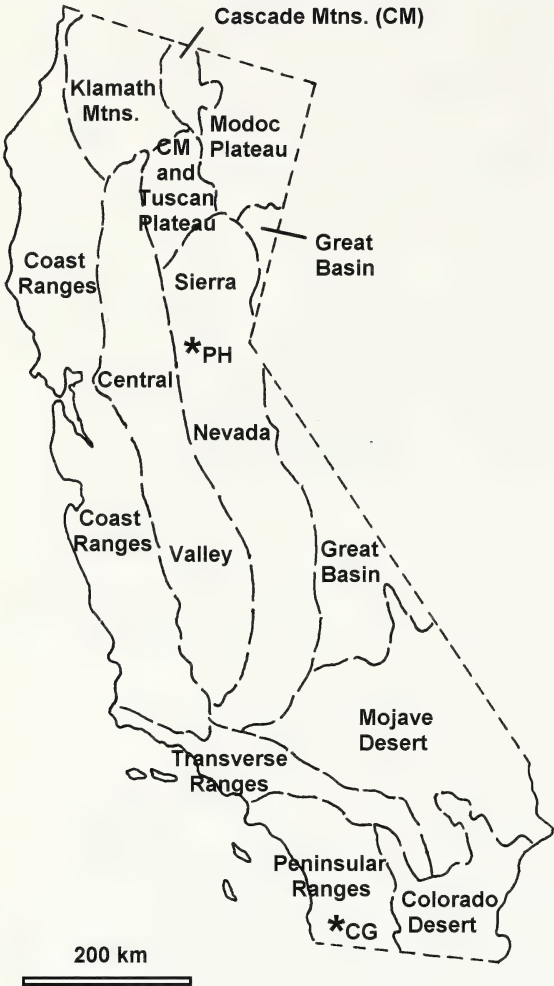 Cascade Mtns. (CM)
Klamath
Mtns.
Modoc
Plateau
CM
and
Tuscan
Plateau
Great
Basin
Coast
Ranges
Sierra
*PH
Central
Nevada
Coast
Ranges
Valley
Great
Basin
Mojave
Desert
Transverse
Ranges
Peninsular
Ranges
Colorado
Desert
*CG
200 km